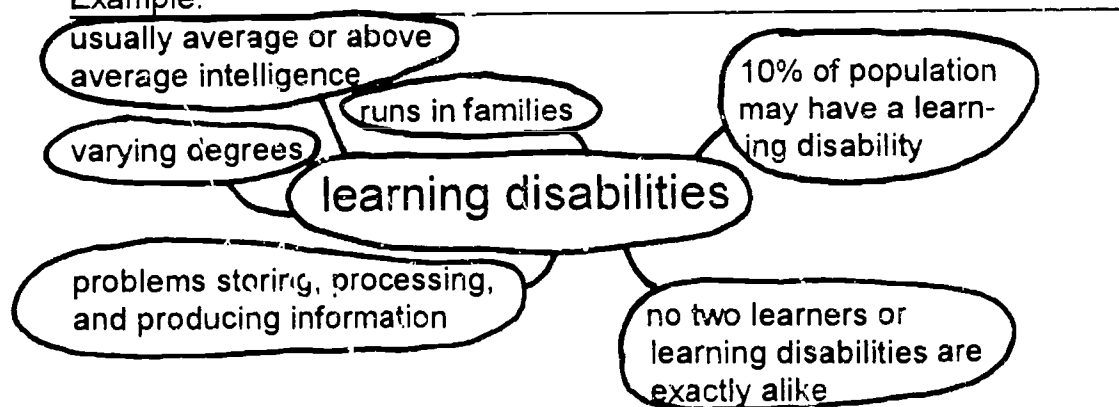 Example:
usually average or above
average intelligence
runs in families
10% of population
may have a learn-
ing disability
varying degrees
learning disabilities
problems storing, processing,
and producing information
no two learners or
learning disabilities are
exactly alike